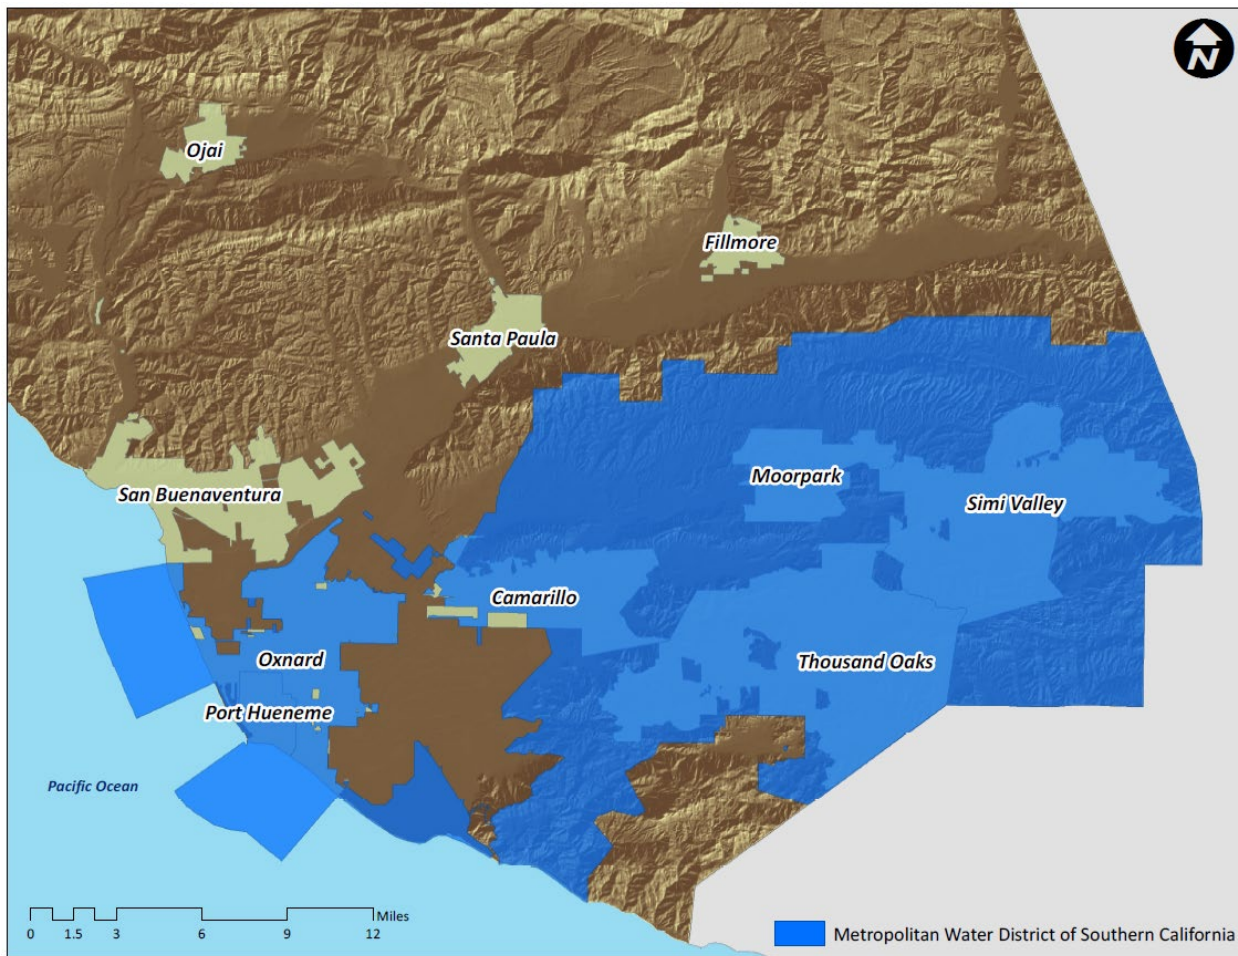 N
Ojai
Fillmore
Santa Paula
Moorpark
San Buenaventura
Simi Valley
Camarillo
Oxnard
Thousand Oaks
Port Hueneme
Pacific Ocean
Miles
0 1.5 3 6 9 12
Metropolitan Water District of Southern California